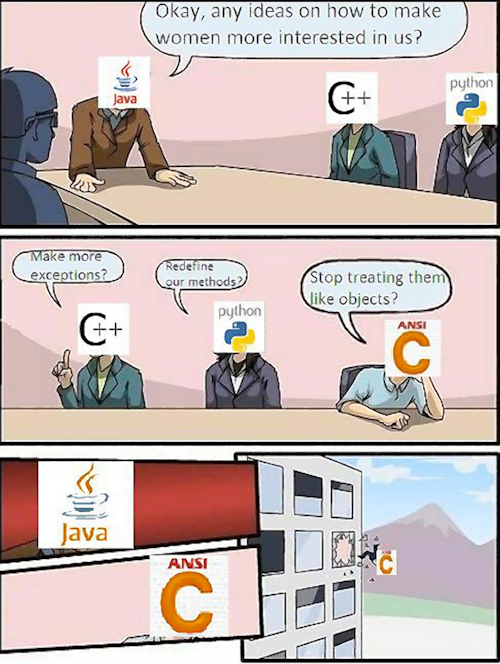 Okay, any ideas on how to make
women more interested in us?
Java
C++
python
Make more
exceptions?
Redefine
our methods?
Stop treating them
like objects?
C++
python
ANSI
C
Java
ANSI
C
ANSI
C